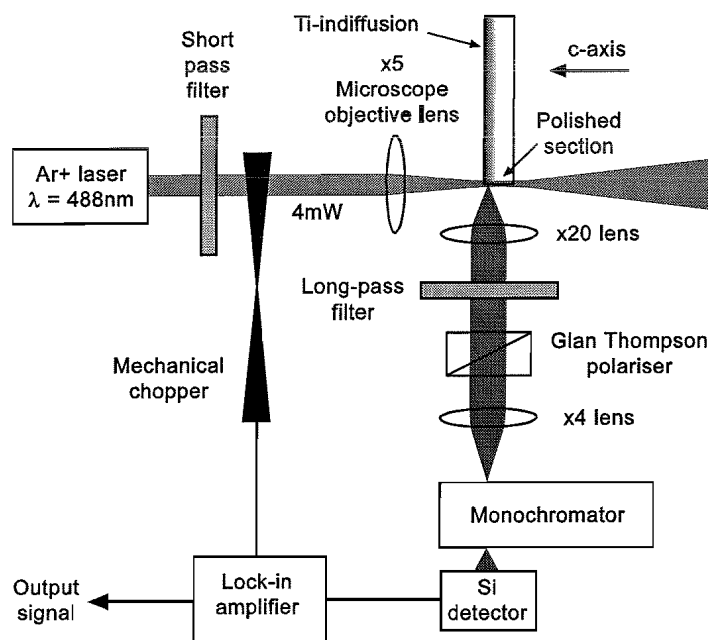 Short
pass
filter
x5
Microscope
objective lens
Ti-indiffusion
c-axis
Polished
section
Ar+ laser
λ = 488nm
4mW
x20 lens
Long-pass
filter
Glan Thompson
polariser
Mechanical
chopper
x4 lens
Monochromator
Output
signal
Lock-in
amplifier
Si
detector